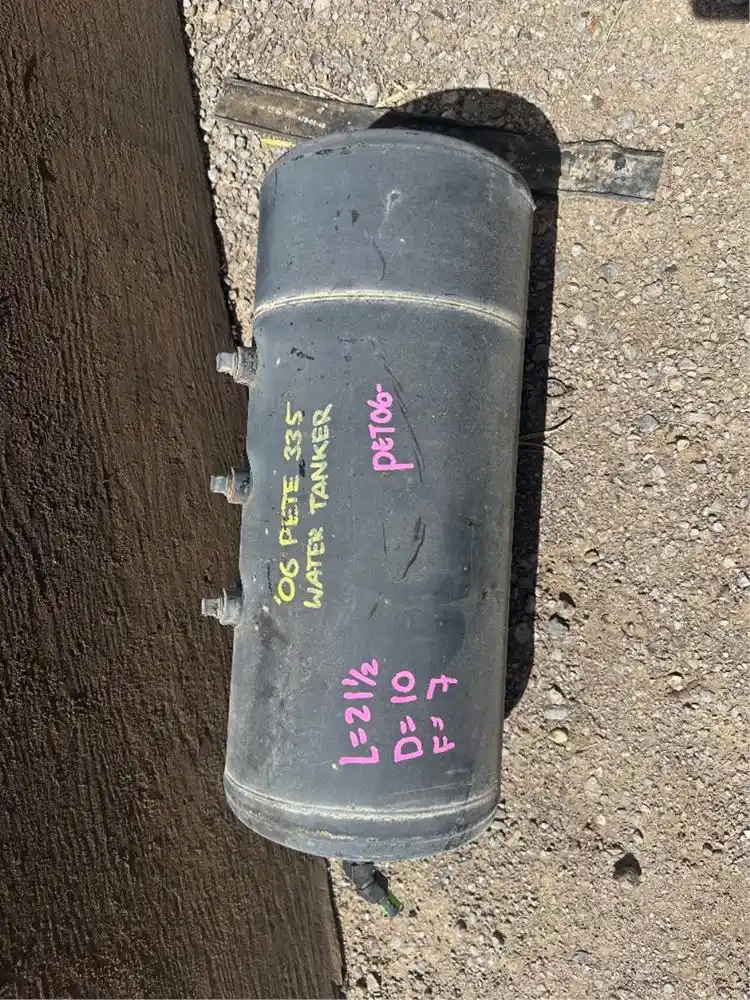 '06 PETE 335
WATER TANKER
PET06-
L=21½
D=10
F=7